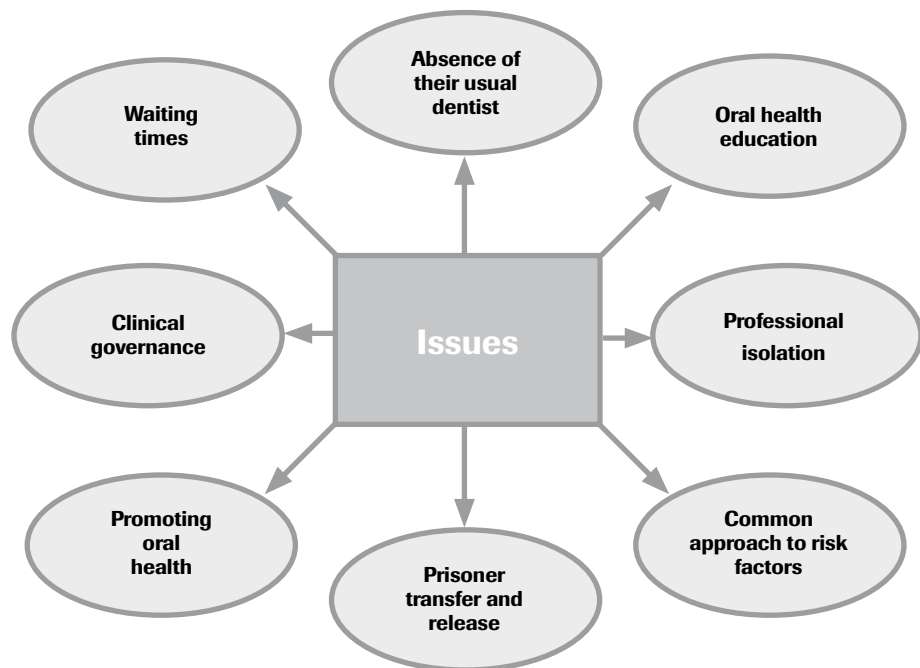 Absence of
their usual
dentist
Waiting
times
Oral health
education
Clinical
governance
Issues
Professional
isolation
Promoting
oral
health
Prisoner
transfer and
release
Common
approach to risk
factors